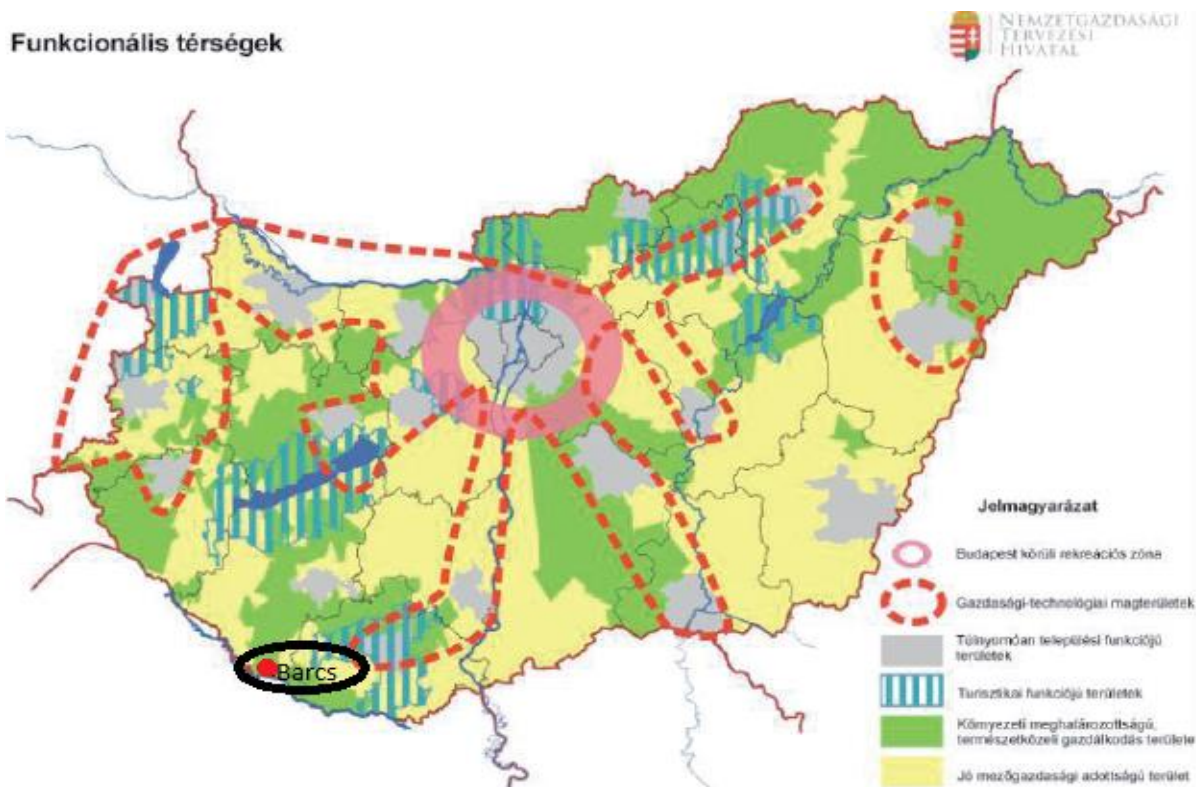 Funkcionális térségek
NEMZETGAZDASÁGI
TERVEZÉSI
HIVATAL
Barcs
Jelmagyarázat
Budapest körüli rekreációs zóna
Gazdasági-technológiai magterületek
Túlnyomóan települési funkciójú
területek
Turisztikai funkciójú területek
Környezeti meghatározottságú,
természetközeli gazdálkodás területe
Jó mezőgazdasági adottságú terület